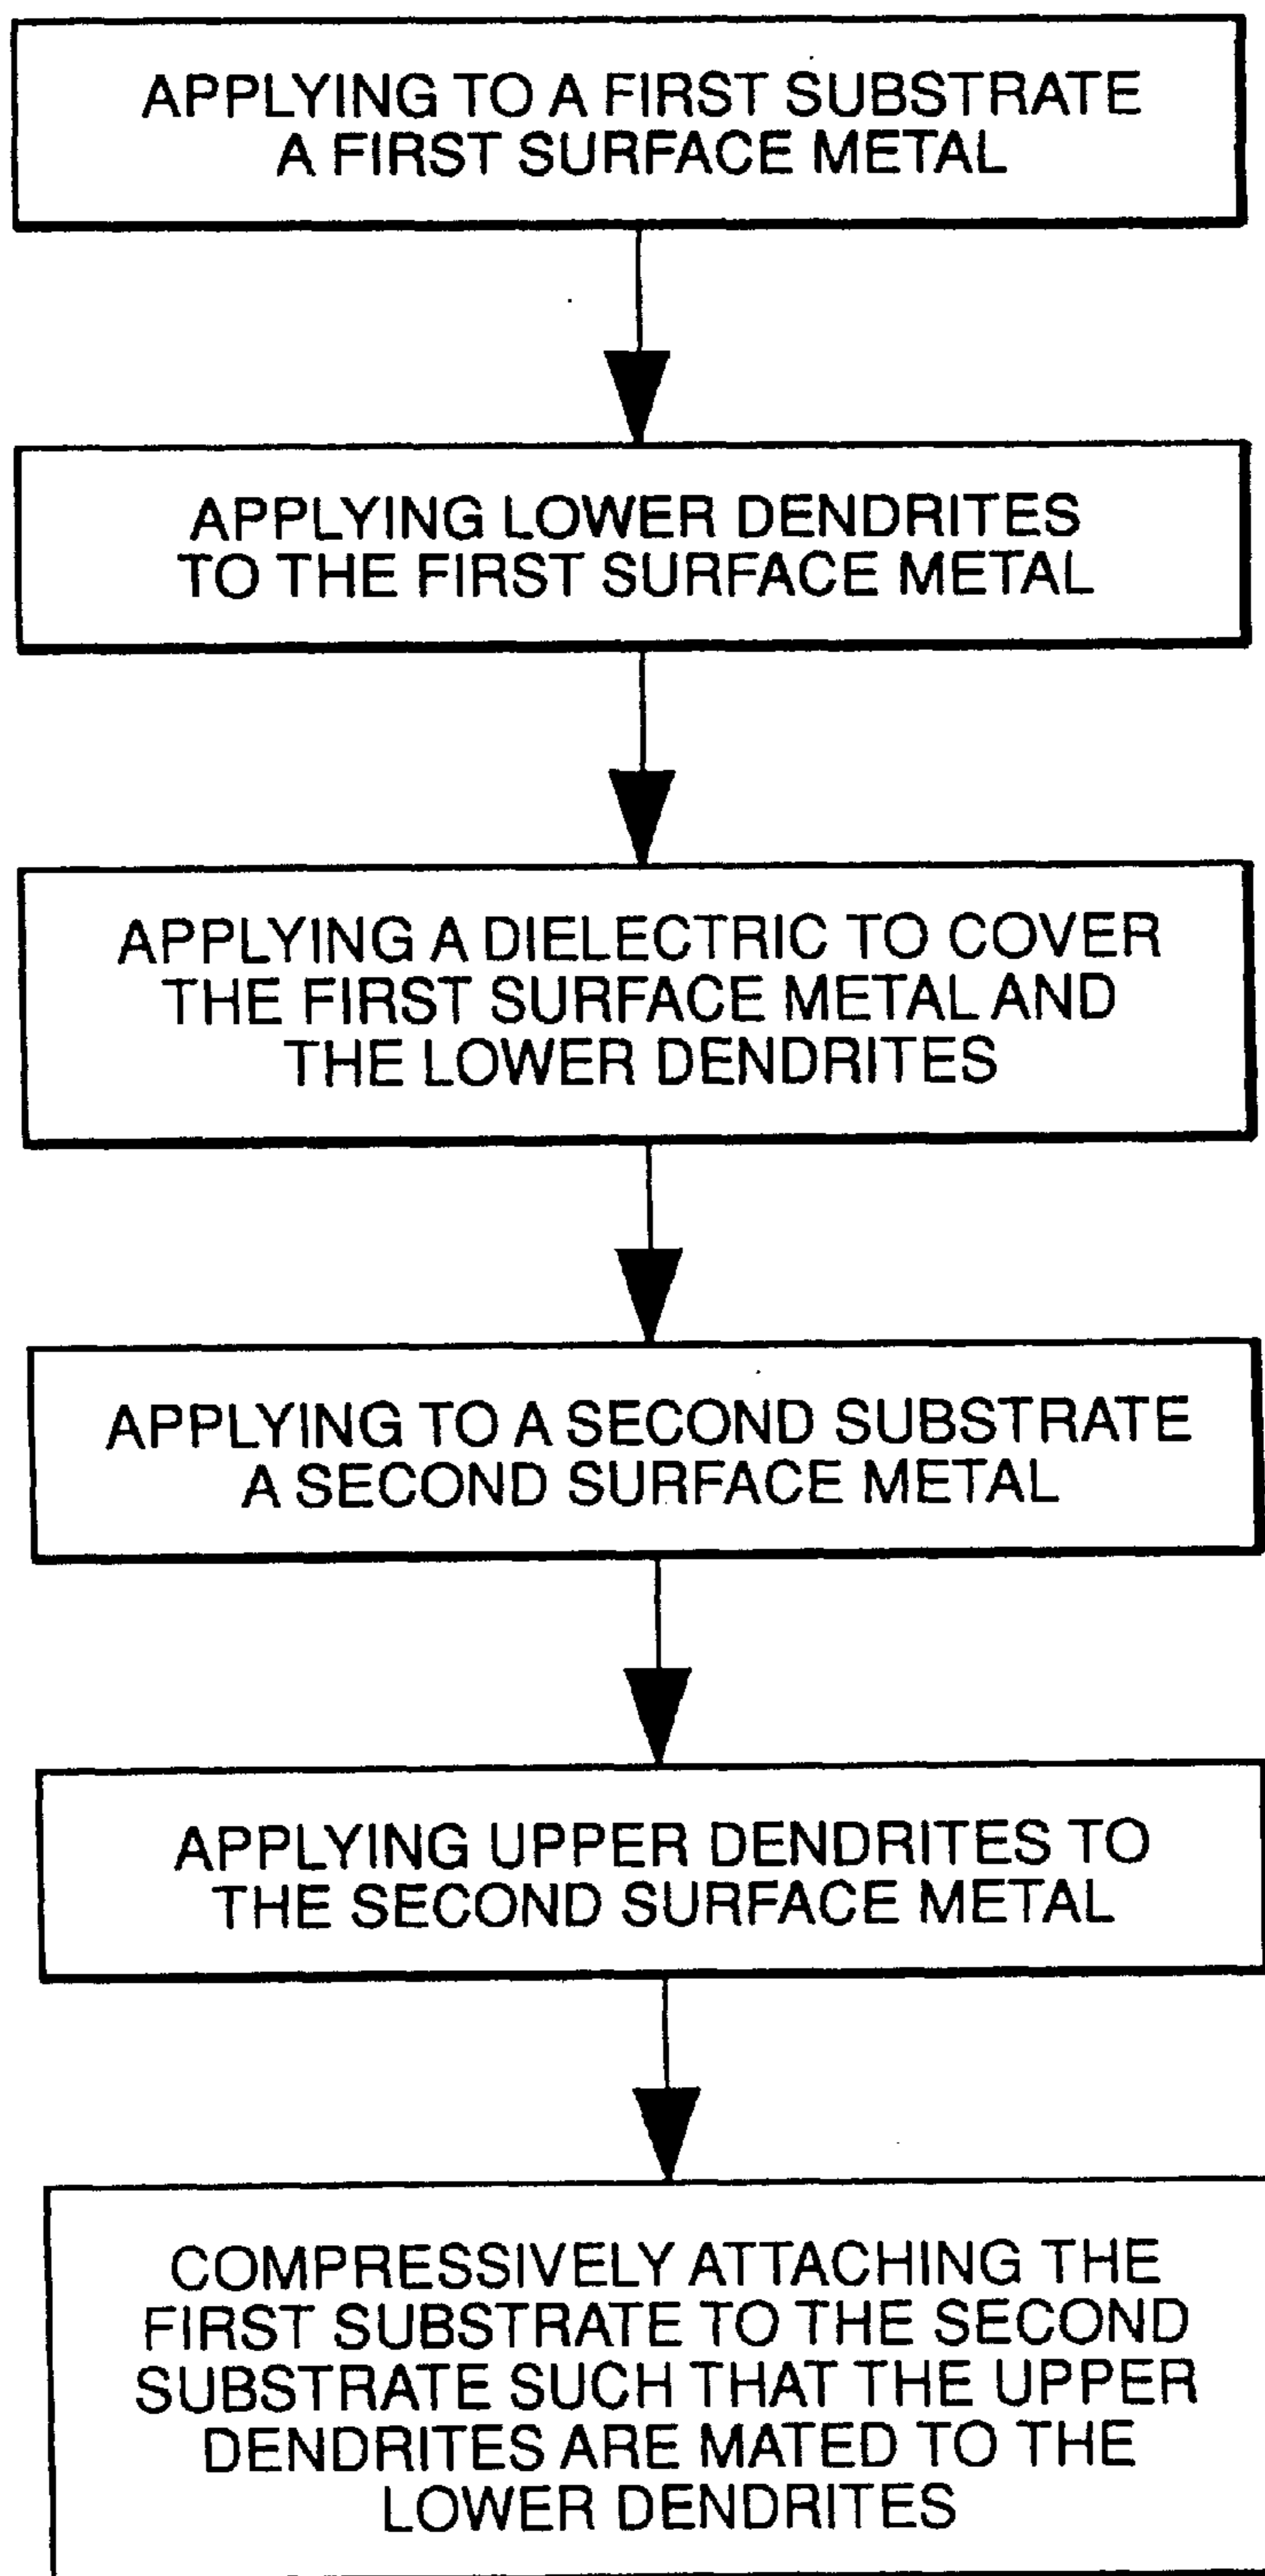 APPLYING TO A FIRST SUBSTRATE
A FIRST SURFACE METAL
APPLYING LOWER DENDRITES
TO THE FIRST SURFACE METAL
APPLYING A DIELECTRIC TO COVER
THE FIRST SURFACE METAL AND
THE LOWER DENDRITES
APPLYING TO A SECOND SUBSTRATE
A SECOND SURFACE METAL
APPLYING UPPER DENDRITES TO
THE SECOND SURFACE METAL
COMPRESSIVELY ATTACHING THE
FIRST SUBSTRATE TO THE SECOND
SUBSTRATE SUCH THAT THE UPPER
DENDRITES ARE MATED TO THE
LOWER DENDRITES